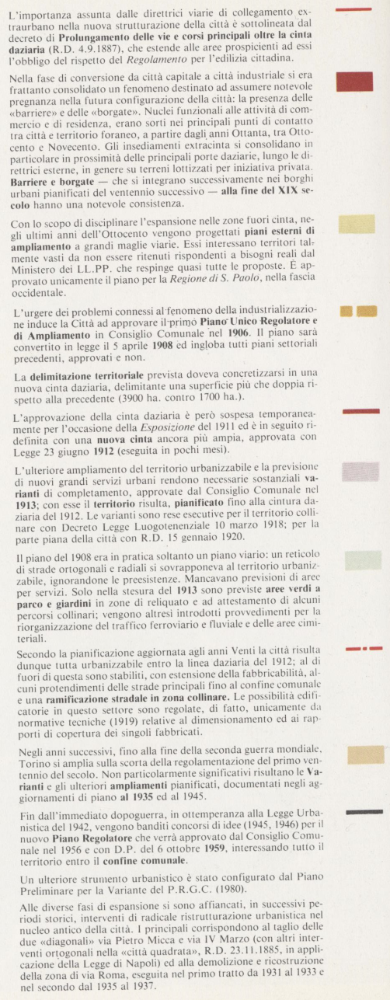 L'importanza assunta dalle direttrici viarie di collegamento ex-
traurbano nella nuova strutturazione della città è sottolineata dal
decreto di Prolungamento delle vie e corsi principali oltre la cinta
daziaria (R.D. 4.9.1887), che estende alle aree prospicienti ad essi
l'obbligo del rispetto del Regolamento per l'edilizia cittadina.
Nella fase di conversione da città capitale a città industriale si era
frattanto consolidato un fenomeno destinato ad assumere notevole
pregnanza nella futura configurazione della città: la presenza delle
«barriere» e delle «borgate». Nuclei funzionali alle attività di com-
mercio e di residenza, erano sorti nei principali punti di contatto
tra città e territorio foraneo, a partire dagli anni Ottanta, tra Otto-
cento e Novecento. Gli insediamenti extracinta si consolidano in
particolare in prossimità delle principali porte daziarie, lungo le di-
rettrici esterne, in genere su terreni lottizzati per iniziativa privata.
Barriere e borgate — che si integrano successivamente nei borghi
urbani pianificati del ventennio successivo — alla fine del XIX se-
colo hanno una notevole consistenza.
Con lo scopo di disciplinare l'espansione nelle zone fuori cinta, ne-
gli ultimi anni dell'Ottocento vengono progettati piani esterni di
ampliamento a grandi maglie viarie. Essi interessano territori tal-
mente vasti da non essere ritenuti rispondenti a bisogni reali dal
Ministero dei LL.PP. che respinge quasi tutte le proposte. È ap-
provato unicamente il piano per la Regione di S. Paolo, nella fascia
occidentale.
L'urgere dei problemi connessi al fenomeno della industrializzazio-
ne induce la Città ad approvare il primo Piano Unico Regolatore e
di Ampliamento in Consiglio Comunale nel 1906. Il piano sarà
convertito in legge il 5 aprile 1908 ed ingloba tutti piani settoriali
precedenti, approvati e non.
La delimitazione territoriale prevista doveva concretizzarsi in una
nuova cinta daziaria, delimitante una superficie più che doppia ri-
spetto alla precedente (3900 ha. contro 1700 ha.).
L'approvazione della cinta daziaria è però sospesa temporanea-
mente per l'occasione della Esposizione del 1911 ed è in seguito ri-
definita con una nuova cinta ancora più ampia, approvata con
Legge 23 giugno 1912 (eseguita in pochi mesi).
L'ulteriore ampliamento del territorio urbanizzabile e la previsione
di nuovi grandi servizi urbani rendono necessarie sostanziali va-
rianti di completamento, approvate dal Consiglio Comunale nel
1913; con esse il territorio risulta, pianificato fino alla cintura da-
ziaria del 1912. Le varianti sono rese esecutive per il territorio colli-
nare con Decreto Legge Luogotenenziale 10 marzo 1918; per la
parte piana della città con R.D. 15 gennaio 1920.
Il piano del 1908 era in pratica soltanto un piano viario: un reticolo
di strade ortogonali e radiali si sovrapponeva al territorio urbaniz-
zabile, ignorandone le preesistenze. Mancavano previsioni di aree
per servizi. Solo nella stesura del 1913 sono previste aree verdi a
parco e giardini in zone di reliquato e ad attestamento di alcuni
percorsi collinari; vengono altresì introdotti provvedimenti per la
riorganizzazione del traffico ferroviario e fluviale e delle aree cimi-
teriali.
Secondo la pianificazione aggiornata agli anni Venti la città risulta
dunque tutta urbanizzabile entro la linea daziaria del 1912; al di
fuori di questa sono stabiliti, con estensione della fabbricabilità, al-
cuni protendimenti delle strade principali fino al confine comunale
e una ramificazione stradale in zona collinare. Le possibilità edifi-
catorie in questo settore sono regolate, di fatto, unicamente da
normative tecniche (1919) relative al dimensionamento ed ai rap-
porti di copertura dei singoli fabbricati.
Negli anni successivi, fino alla fine della seconda guerra mondiale,
Torino si amplia sulla scorta della regolamentazione del primo ven-
tennio del secolo. Non particolarmente significativi risultano le Va-
rianti e gli ulteriori ampliamenti pianificati, documentati negli ag-
giornamenti di piano al 1935 ed al 1945.
Fin dall'immediato dopoguerra, in ottemperanza alla Legge Urba-
nistica del 1942, vengono banditi concorsi di idee (1945, 1946) per il
nuovo Piano Regolatore che verrà approvato dal Consiglio Comu-
nale nel 1956 e con D.P. del 6 ottobre 1959, interessando tutto il
territorio entro il confine comunale.
Un ulteriore strumento urbanistico è stato configurato dal Piano
Preliminare per la Variante del P.R.G.C. (1980).
Alle diverse fasi di espansione si sono affiancati, in successivi pe-
riodi storici, interventi di radicale ristrutturazione urbanistica nel
nucleo antico della città. I principali corrispondono al taglio delle
due «diagonali» via Pietro Micca e via IV Marzo (con altri inter-
venti ortogonali nella «città quadrata», R.D. 23.11.1885, in appli-
cazione della Legge di Napoli) ed alla demolizione e ricostruzione
della zona di via Roma, eseguita nel primo tratto da 1931 al 1933 e
nel secondo dal 1935 al 1937.